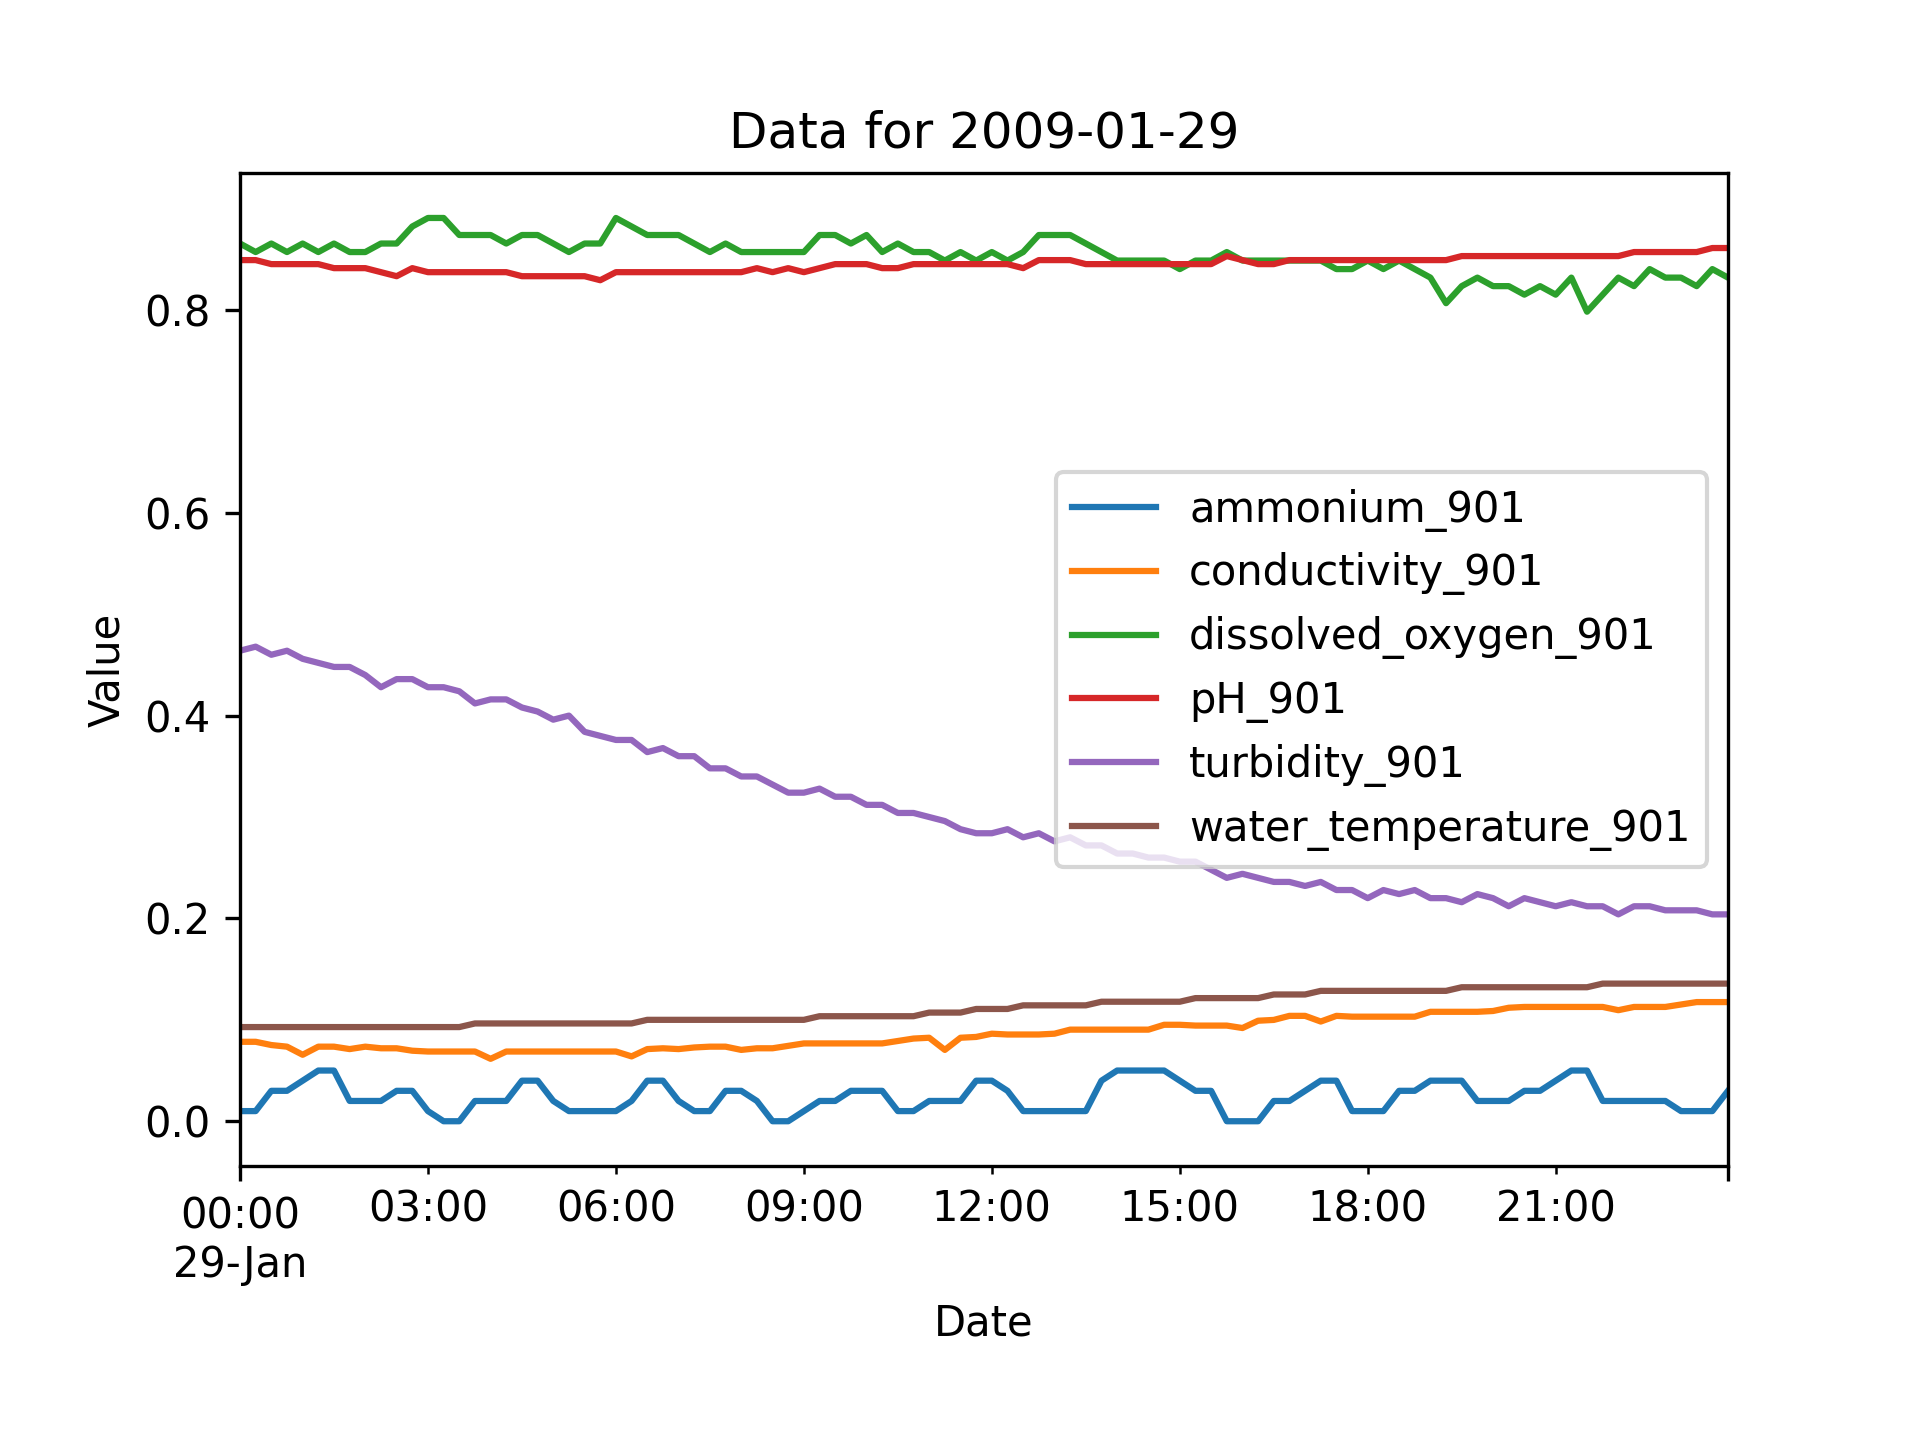 Data for 2009-01-29
Value
0.8
0.6
0.4
0.2
0.0
ammonium_901
conductivity_901
dissolved_oxygen_901
pH_901
turbidity_901
water_temperature_901
00:00 03:00 06:00 09:00 12:00 15:00 18:00 21:00
29-Jan
Date